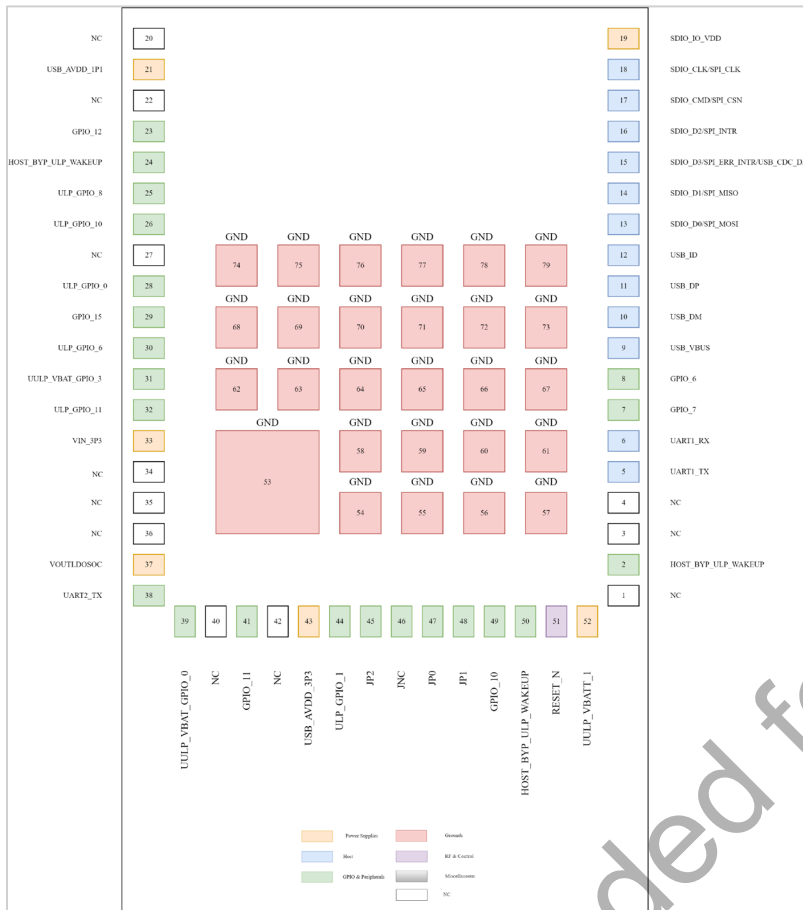 NC 20 19 SDIO_IO_VDD
USB_AVDD_1P1 21 18 SDIO_CLK/SPI_CLK
NC 22 17 SDIO_CMD/SPI_CSN
GPIO_12 23 16 SDIO_D2/SPI_INTR
HOST_BYP_ULP_WAKEUP 24 15 SDIO_D3/SPI_ERR_INTR/USB_CDC_D
ULP_GPIO_8 25 14 SDIO_D1/SPI_MISO
ULP_GPIO_10 26 13 SDIO_D0/SPI_MOSI
GND GND GND GND GND GND
NC 27 74 75 76 77 78 79 12 USB_ID
ULP_GPIO_0 28 11 USB_DP
GND GND GND GND GND GND
GPIO_15 29 68 69 70 71 72 73 10 USB_DM
ULP_GPIO_6 30 9 USB_VBUS
GND GND GND GND GND GND
UULP_VBAT_GPIO_3 31 62 63 64 65 66 67 8 GPIO_6
ULP_GPIO_11 32 7 GPIO_7
GND GND GND GND GND
VIN_3P3 33 58 59 60 61 6 UART1_RX
NC 34 53 5 UART1_TX
GND GND GND GND
NC 35 54 55 56 57 4 NC
NC 36 3 NC
VOUTLDOSOC 37 2 HOST_BYP_ULP_WAKEUP
UART2_TX 38 1 NC
39 40 41 42 43 44 45 46 47 48 49 50 51 52
UULP_VBAT_GPIO_0
NC
GPIO_11
NC
USB_AVDD_3P3
ULP_GPIO_1
JP2
JNC
JP0
JP1
GPIO_10
HOST_BYP_ULP_WAKEUP
RESET_N
UULP_VBATT_1
Power Supplies Grounds
Host RF & Control
GPIO & Peripherals Miscellaneous
NC
ded fo